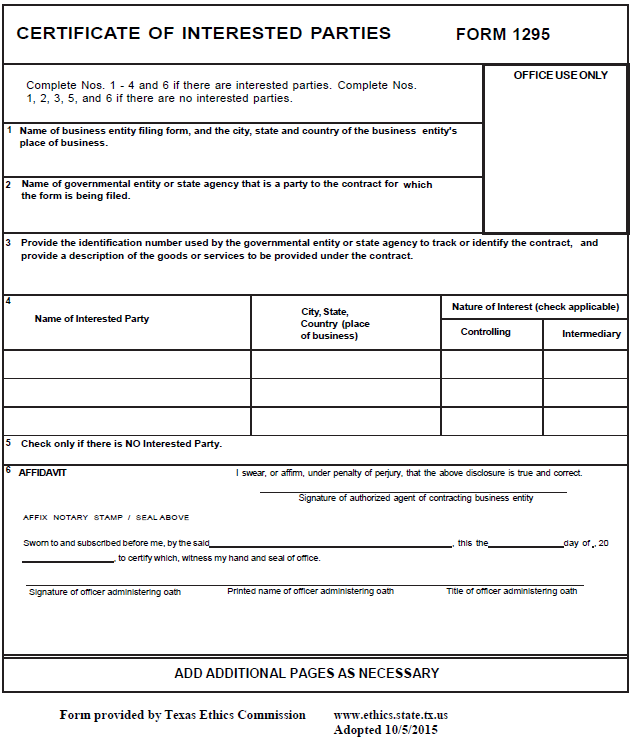 CERTIFICATE OF INTERESTED PARTIES FORM 1295
Complete Nos. 1 - 4 and 6 if there are interested parties. Complete Nos.
1, 2, 3, 5, and 6 if there are no interested parties.
OFFICE USE ONLY
1 Name of business entity filing form, and the city, state and country of the business entity's
place of business.
2 Name of governmental entity or state agency that is a party to the contract for which
the form is being filed.
3 Provide the identification number used by the governmental entity or state agency to track or identify the contract, and
provide a description of the goods or services to be provided under the contract.
4
Name of Interested Party
City, State,
Country (place
of business)
Nature of Interest (check applicable)
Controlling Intermediary
5 Check only if there is NO Interested Party.
6 AFFIDAVIT I swear, or affirm, under penalty of perjury, that the above disclosure is true and correct.
Signature of authorized agent of contracting business entity
AFFIX NOTARY STAMP / SEAL ABOVE
Sworn to and subscribed before me, by the said , this the day of , 20
, to certify which, witness my hand and seal of office.
Signature of officer administering oath Printed name of officer administering oath Title of officer administering oath
ADD ADDITIONAL PAGES AS NECESSARY
Form provided by Texas Ethics Commission www.ethics.state.tx.us
Adopted 10/5/2015